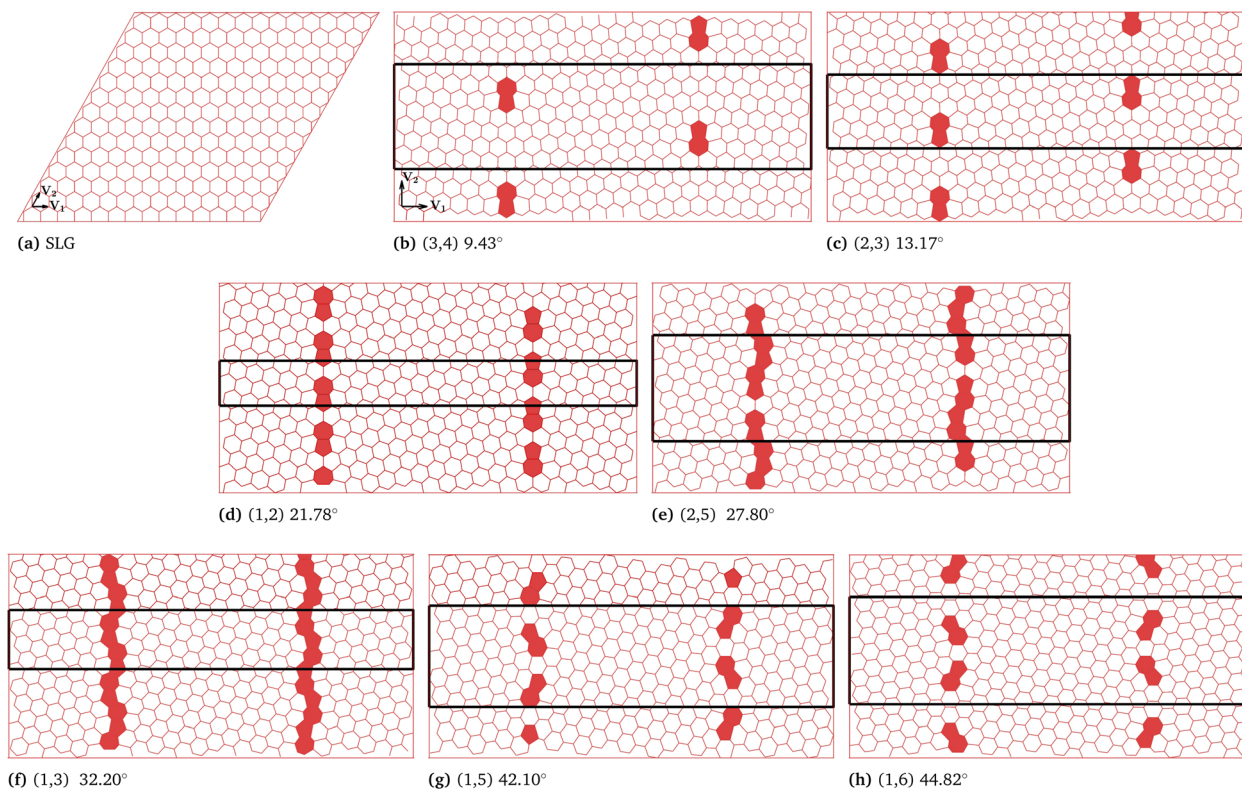 V₂
V₁
V₂
V₁
(a) SLG
(b) (3,4) 9.43°
(c) (2,3) 13.17°
(d) (1,2) 21.78°
(e) (2,5) 27.80°
(f) (1,3) 32.20°
(g) (1,5) 42.10°
(h) (1,6) 44.82°